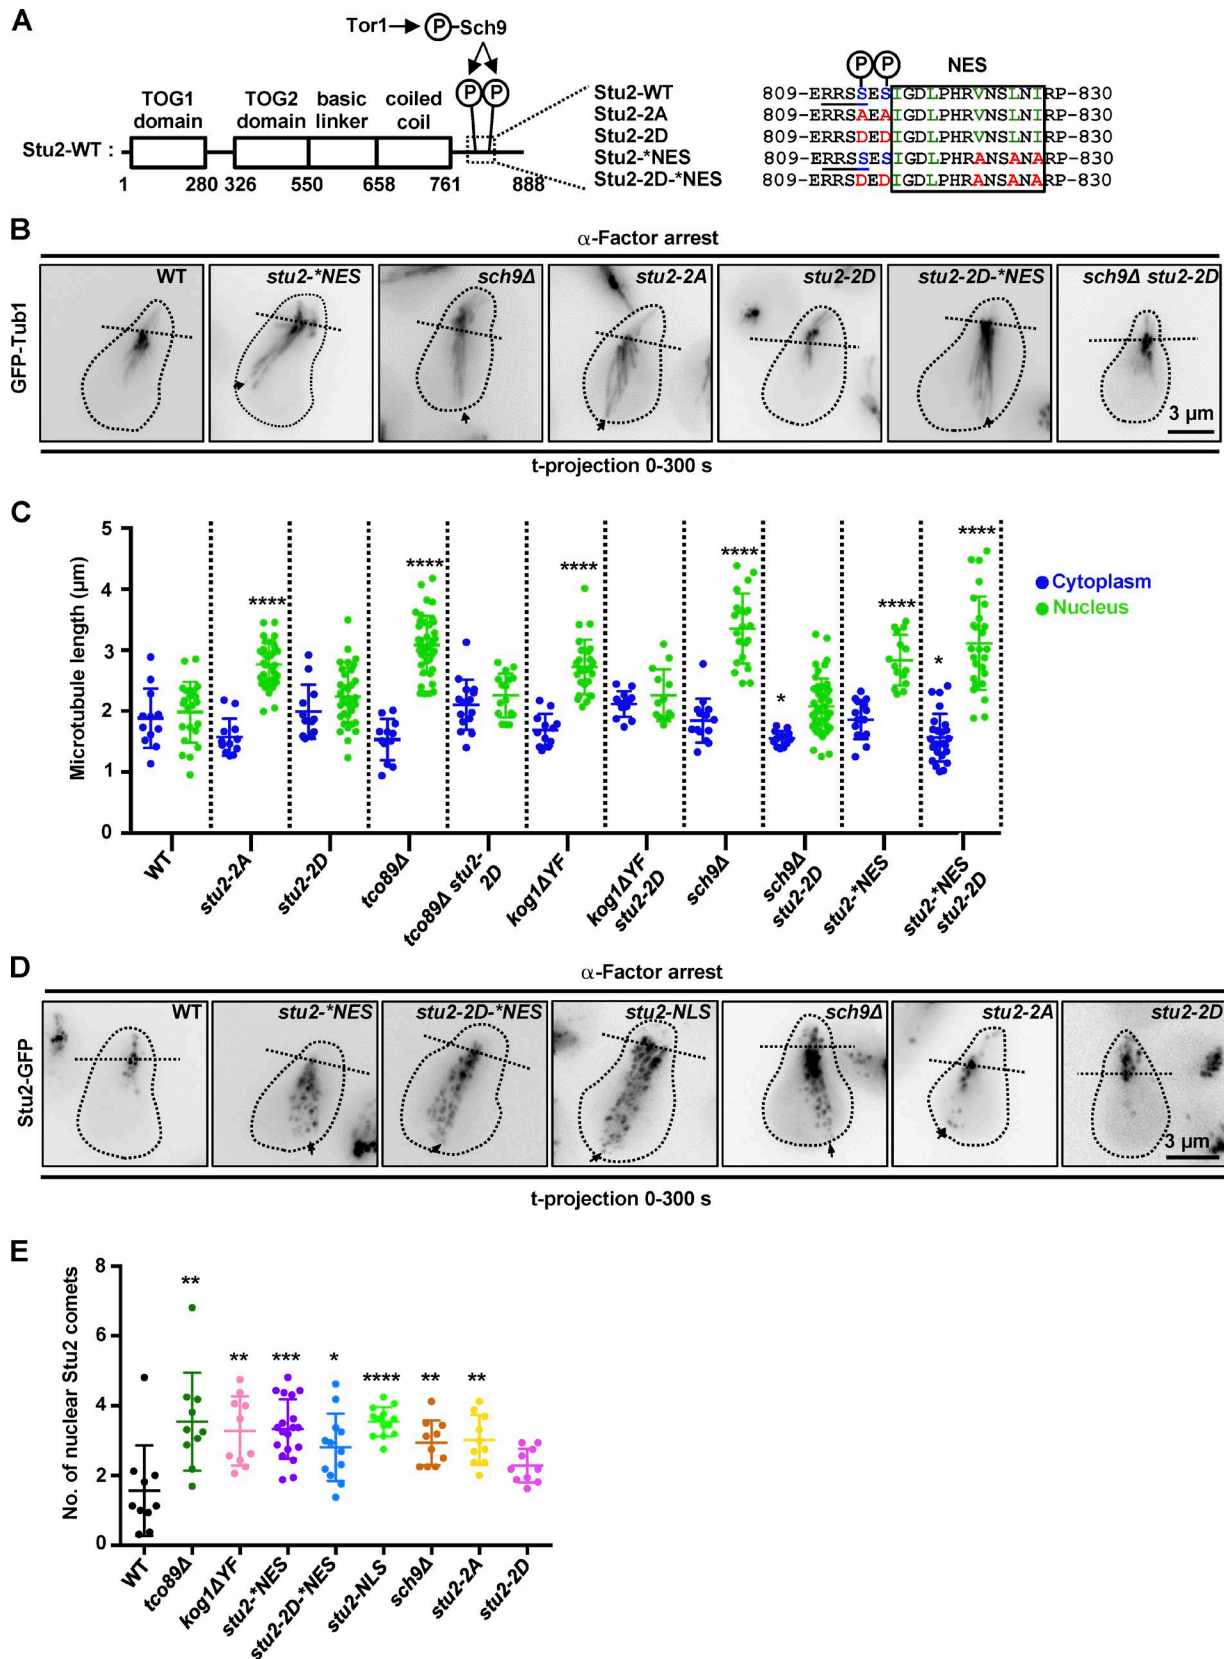 A
Tor1 P Sch9
P P
TOG1 domain
TOG2 domain
basic linker
coiled coil
Stu2-WT :
1 280 326 550 658 761 888
P P NES
Stu2-WT 809-ERRSSESIGDLPHRVNSLNIRP-830
Stu2-2A 809-ERRSAEAIGDLPHRVNSLNIRP-830
Stu2-2D 809-ERRSDEDIGDLPHRVNSLNIRP-830
Stu2-*NES 809-ERRSSESIGDLPHRANSANARP-830
Stu2-2D-*NES 809-ERRSDEDIGDLPHRANSANARP-830
B
α-Factor arrest
GFP-Tub1
WT
stu2-*NES
sch9Δ
stu2-2A
stu2-2D
stu2-2D-*NES
sch9Δ stu2-2D
3 µm
t-projection 0-300 s
C
Microtubule length (µm)
5
4
3
2
1
0
**** **** **** **** * **** * ****
Cytoplasm
Nucleus
WT
stu2-2A
stu2-2D
tco89Δ
tco89Δ stu2-
2D
kog1ΔYF
kog1ΔYF
stu2-2D
sch9Δ
sch9Δ
stu2-2D
stu2-*NES
stu2-*NES
stu2-2D
D
α-Factor arrest
Stu2-GFP
WT
stu2-*NES
stu2-2D-*NES
stu2-NLS
sch9Δ
stu2-2A
stu2-2D
3 µm
t-projection 0-300 s
E
No. of nuclear Stu2 comets
8
6
4
2
0
** ** *** * **** ** **
WT
tco89Δ
kog1ΔYF
stu2-*NES
stu2-2D-*NES
stu2-NLS
sch9Δ
stu2-2A
stu2-2D